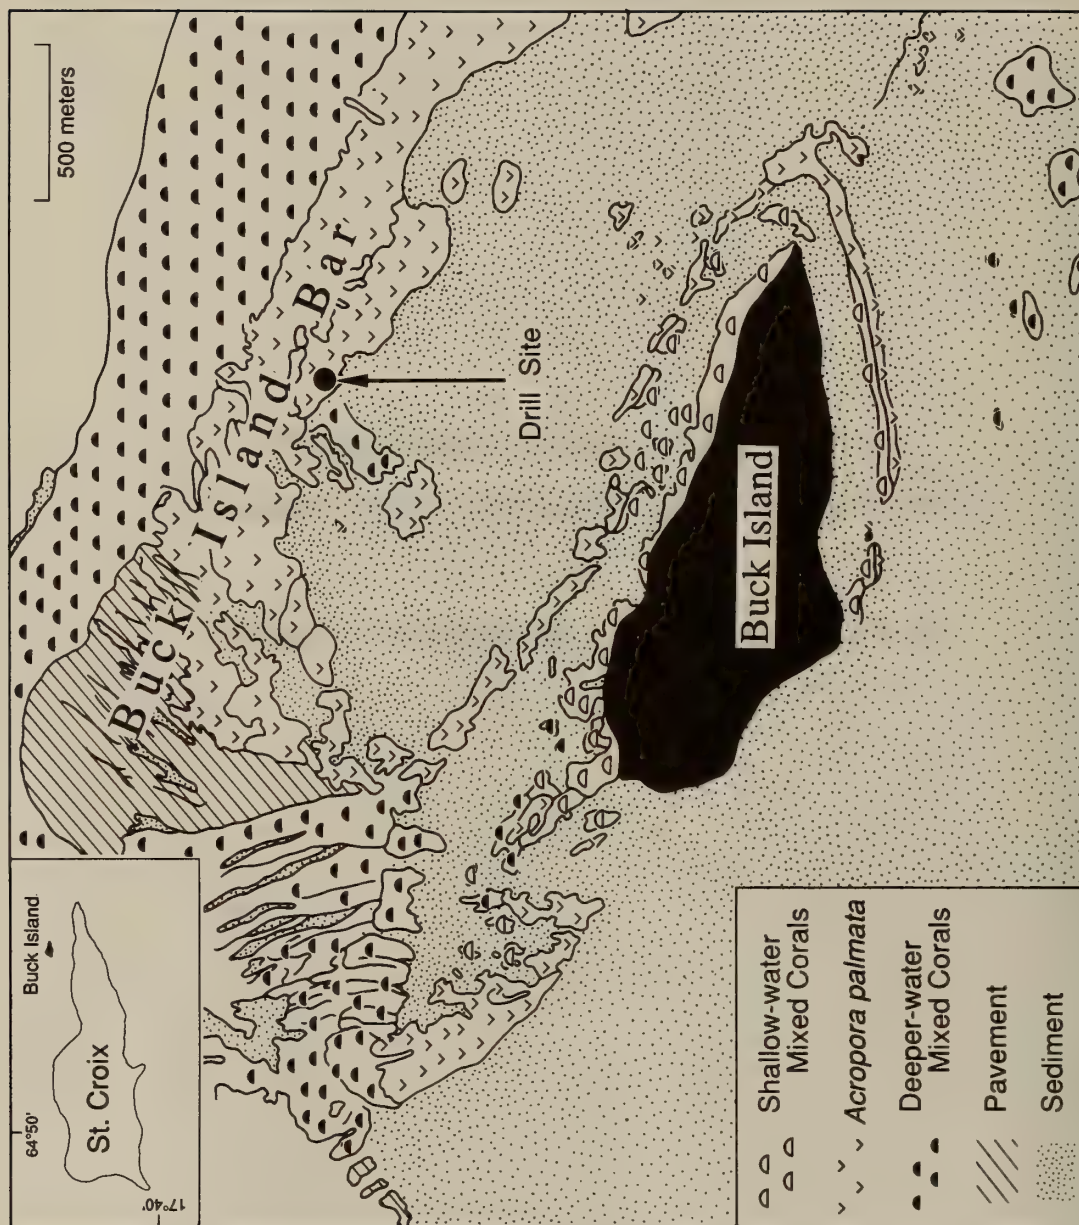 500 meters
Buck Island Bar
Drill Site
Buck Island
Buck Island
St. Croix
64°50'
17°40'
Shallow-water
Mixed Corals
Acropora palmata
Deeper-water
Mixed Corals
Pavement
Sediment